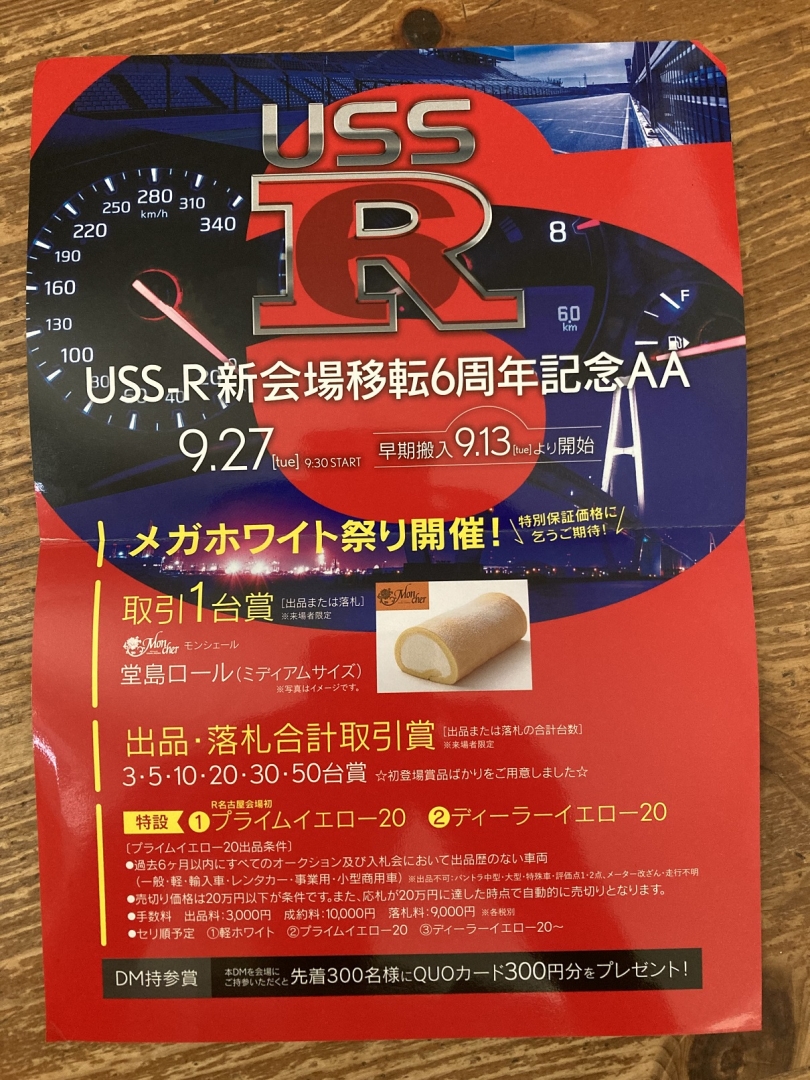 USS
R
6
280
km/h
250
310
220
340
190
160
130
100
80
8
60
km
F
USS-R新会場移転6周年記念AA
9.27[tue] 9:30 START
早期搬入9.13[tue]より開始
メガホワイト祭り開催!
特別保証価格に
乞うご期待!
取引1台賞 [出品または落札]
※来場者限定
Mon cher モンシェール
堂島ロール(ミディアムサイズ)
※写真はイメージです。
Mon cher
出品・落札合計取引賞 [出品または落札の合計台数]
※来場者限定
3・5・10・20・30・50台賞 ☆初登場賞品ばかりをご用意しました☆
R名古屋会場初
特設 ①プライムイエロー20 ②ディーラーイエロー20
[プライムイエロー20出品条件]
●過去6ヶ月以内にすべてのオークション及び入札会において出品歴のない車両
(一般・軽・輸入車・レンタカー・事業用・小型商用車) ※出品不可:バントラ中型・大型・特殊車・評価点1・2点、メーター改ざん・走行不明
●売切り価格は20万円以下が条件です。また、応札が20万円に達した時点で自動的に売切りとなります。
●手数料 出品料:3,000円 成約料:10,000円 落札料:9,000円 ※各税別
●セリ順予定 ①軽ホワイト ②プライムイエロー20 ③ディーラーイエロー20〜
DM持参賞
本DMを会場に
ご持参いただくと 先着300名様にQUOカード300円分をプレゼント!